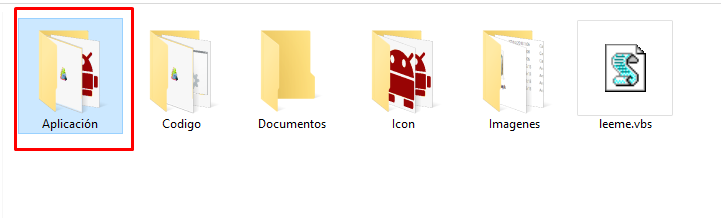 Aplicación
Codigo
Documentos
Icon
Imagenes
leeme.vbs